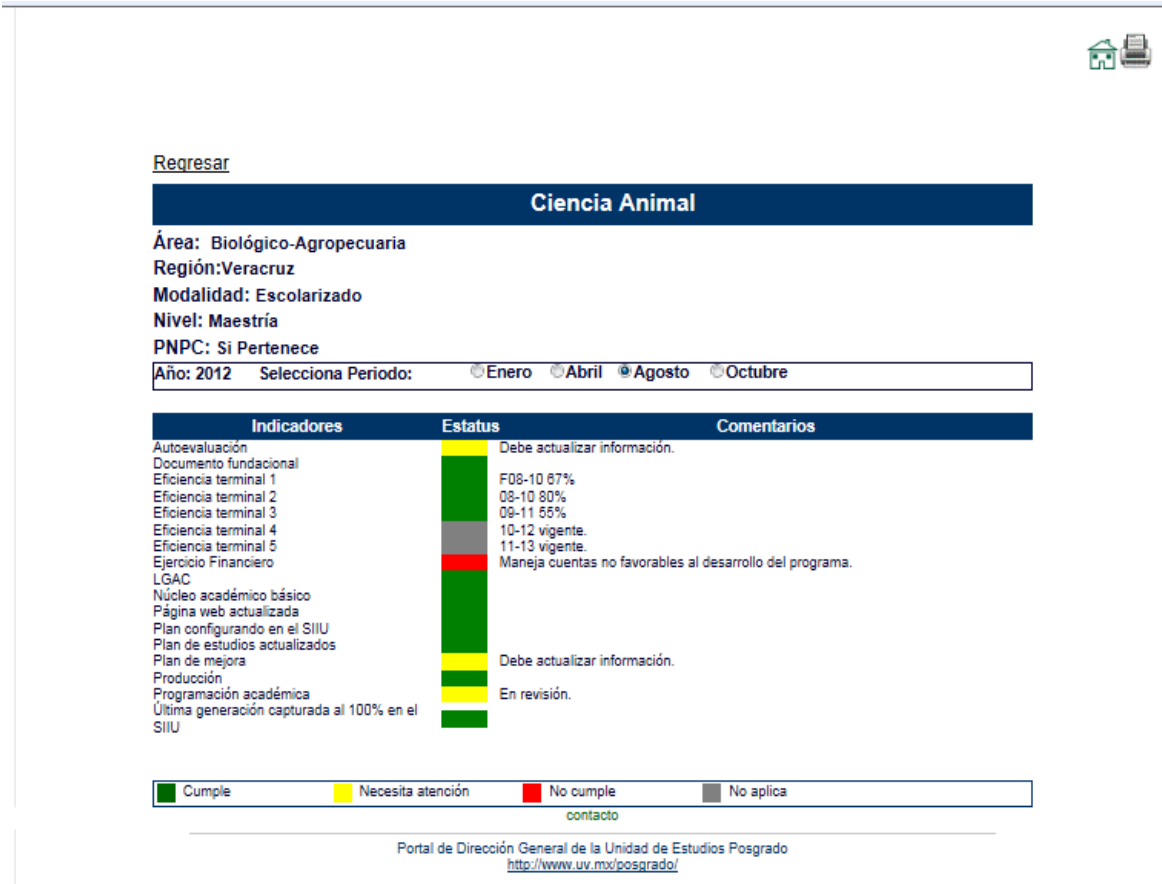 Regresar
Ciencia Animal
Área: Biológico-Agropecuaria
Región:Veracruz
Modalidad: Escolarizado
Nivel: Maestría
PNPC: Si Pertenece
Año: 2012 Selecciona Periodo: Enero Abril Agosto Octubre
Indicadores Estatus Comentarios
Autoevaluación Debe actualizar información.
Documento fundacional
Eficiencia terminal 1 F08-10 67%
Eficiencia terminal 2 08-10 80%
Eficiencia terminal 3 09-11 55%
Eficiencia terminal 4 10-12 vigente.
Eficiencia terminal 5 11-13 vigente.
Ejercicio Financiero Maneja cuentas no favorables al desarrollo del programa.
LGAC
Núcleo académico básico
Página web actualizada
Plan configurando en el SIIU
Plan de estudios actualizados
Plan de mejora Debe actualizar información.
Producción
Programación académica En revisión.
Última generación capturada al 100% en el
SIIU
Cumple Necesita atención No cumple No aplica
contacto
Portal de Dirección General de la Unidad de Estudios Posgrado
http://www.uv.mx/posgrado/